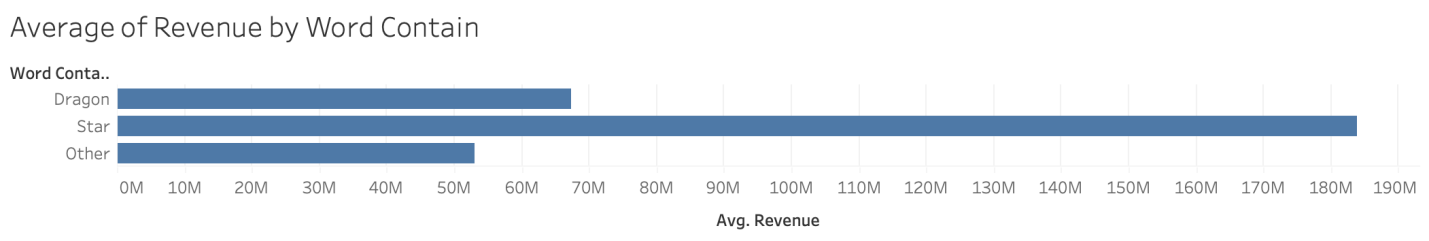 Average of Revenue by Word Contain
Word Conta..
Dragon
Star
Other
0M 10M 20M 30M 40M 50M 60M 70M 80M 90M 100M 110M 120M 130M 140M 150M 160M 170M 180M 190M
Avg. Revenue